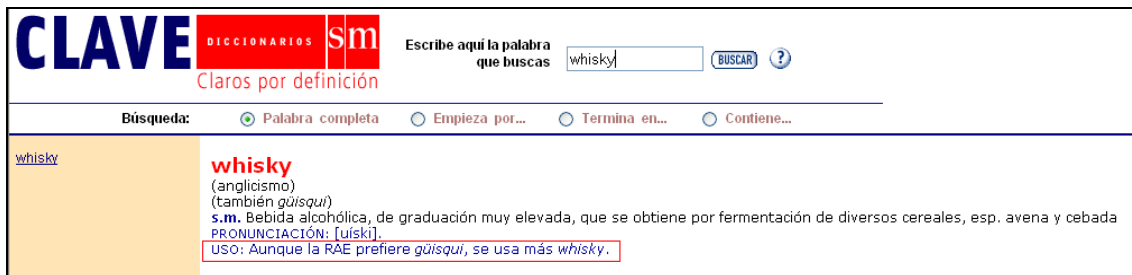 CLAVE DICCIONARIOS sm
Claros por definición
Escribe aquí la palabra
que buscas
whisky
BUSCAR
?
Búsqueda: Palabra completa Empieza por... Termina en... Contiene...
whisky
whisky
(anglicismo)
(también güisqui)
s.m. Bebida alcohólica, de graduación muy elevada, que se obtiene por fermentación de diversos cereales, esp. avena y cebada
PRONUNCIACIÓN: [uíski].
USO: Aunque la RAE prefiere güisqui, se usa más whisky.